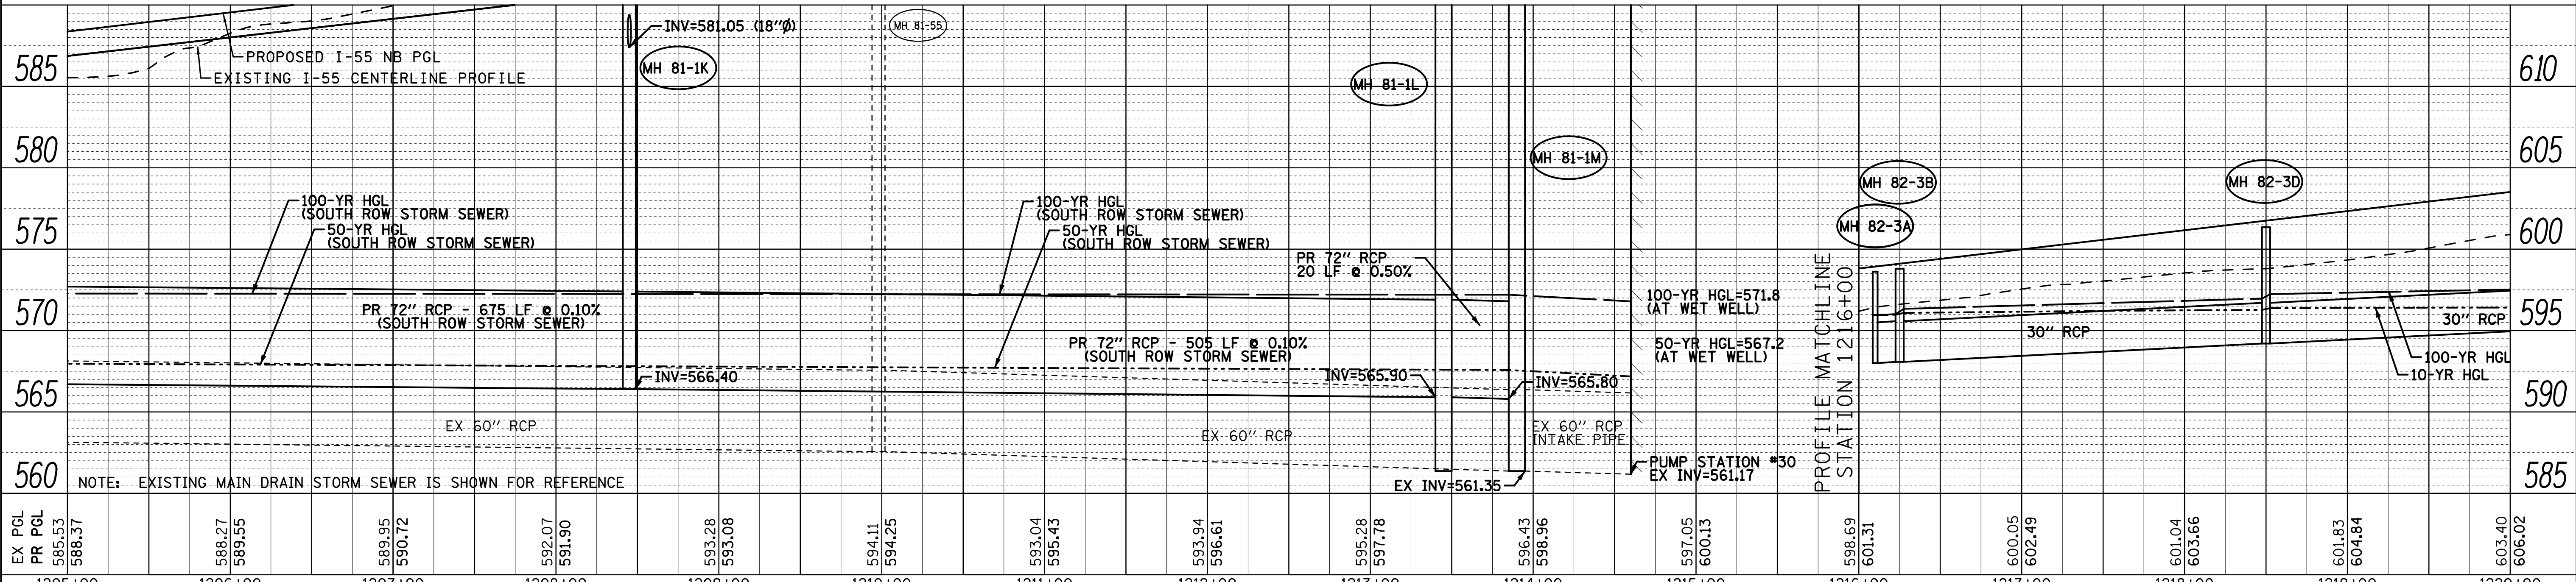 585
580
575
570
565
560
PROPOSED I-55 NB PGL
EXISTING I-55 CENTERLINE PROFILE
INV=581.05 (18"Ø)
MH 81-1K
MH 81-55
MH 81-1L
MH 81-1M
100-YR HGL
(SOUTH ROW STORM SEWER)
50-YR HGL
(SOUTH ROW STORM SEWER)
100-YR HGL
(SOUTH ROW STORM SEWER)
50-YR HGL
(SOUTH ROW STORM SEWER)
PR 72" RCP
20 LF @ 0.50%
PR 72" RCP - 675 LF @ 0.10%
(SOUTH ROW STORM SEWER)
PR 72" RCP - 505 LF @ 0.10%
(SOUTH ROW STORM SEWER)
100-YR HGL=571.8
(AT WET WELL)
50-YR HGL=567.2
(AT WET WELL)
INV=566.40
INV=565.90
INV=565.80
EX 60" RCP
EX 60" RCP
EX 60" RCP
INTAKE PIPE
PUMP STATION #30
EX INV=561.17
EX INV=561.35
NOTE: EXISTING MAIN DRAIN STORM SEWER IS SHOWN FOR REFERENCE
PROFILE MATCHLINE
STATION 1216+00
MH 82-3B
MH 82-3A
MH 82-3D
30" RCP
30" RCP
100-YR HGL
10-YR HGL
610
605
600
595
590
585
EX PGL
PR PGL
585.53
588.37
588.27
589.55
589.95
590.72
592.07
591.90
593.28
593.08
594.11
594.25
593.04
595.43
593.94
596.61
595.28
597.78
596.43
598.96
597.05
600.13
598.69
601.31
600.05
602.49
601.04
603.66
601.83
604.84
603.40
606.02